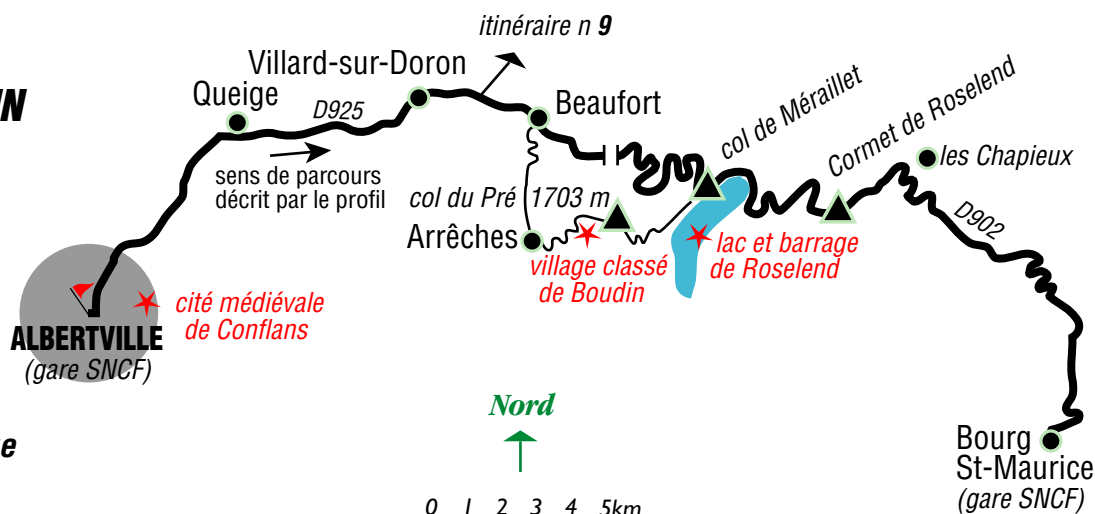 itinéraire n 9
Villard-sur-Doron
Queige
N
D925
Beaufort
col de Méraillet
Cormet de Roselend
les Chapieux
sens de parcours
décrit par le profil
col du Pré 1703 m
D902
Arrêches
village classé
de Boudin
lac et barrage
de Roselend
cité médiévale
de Conflans
ALBERTVILLE
(gare SNCF)
Nord
e
Bourg
St-Maurice
(gare SNCF)
0 1 2 3 4 5km